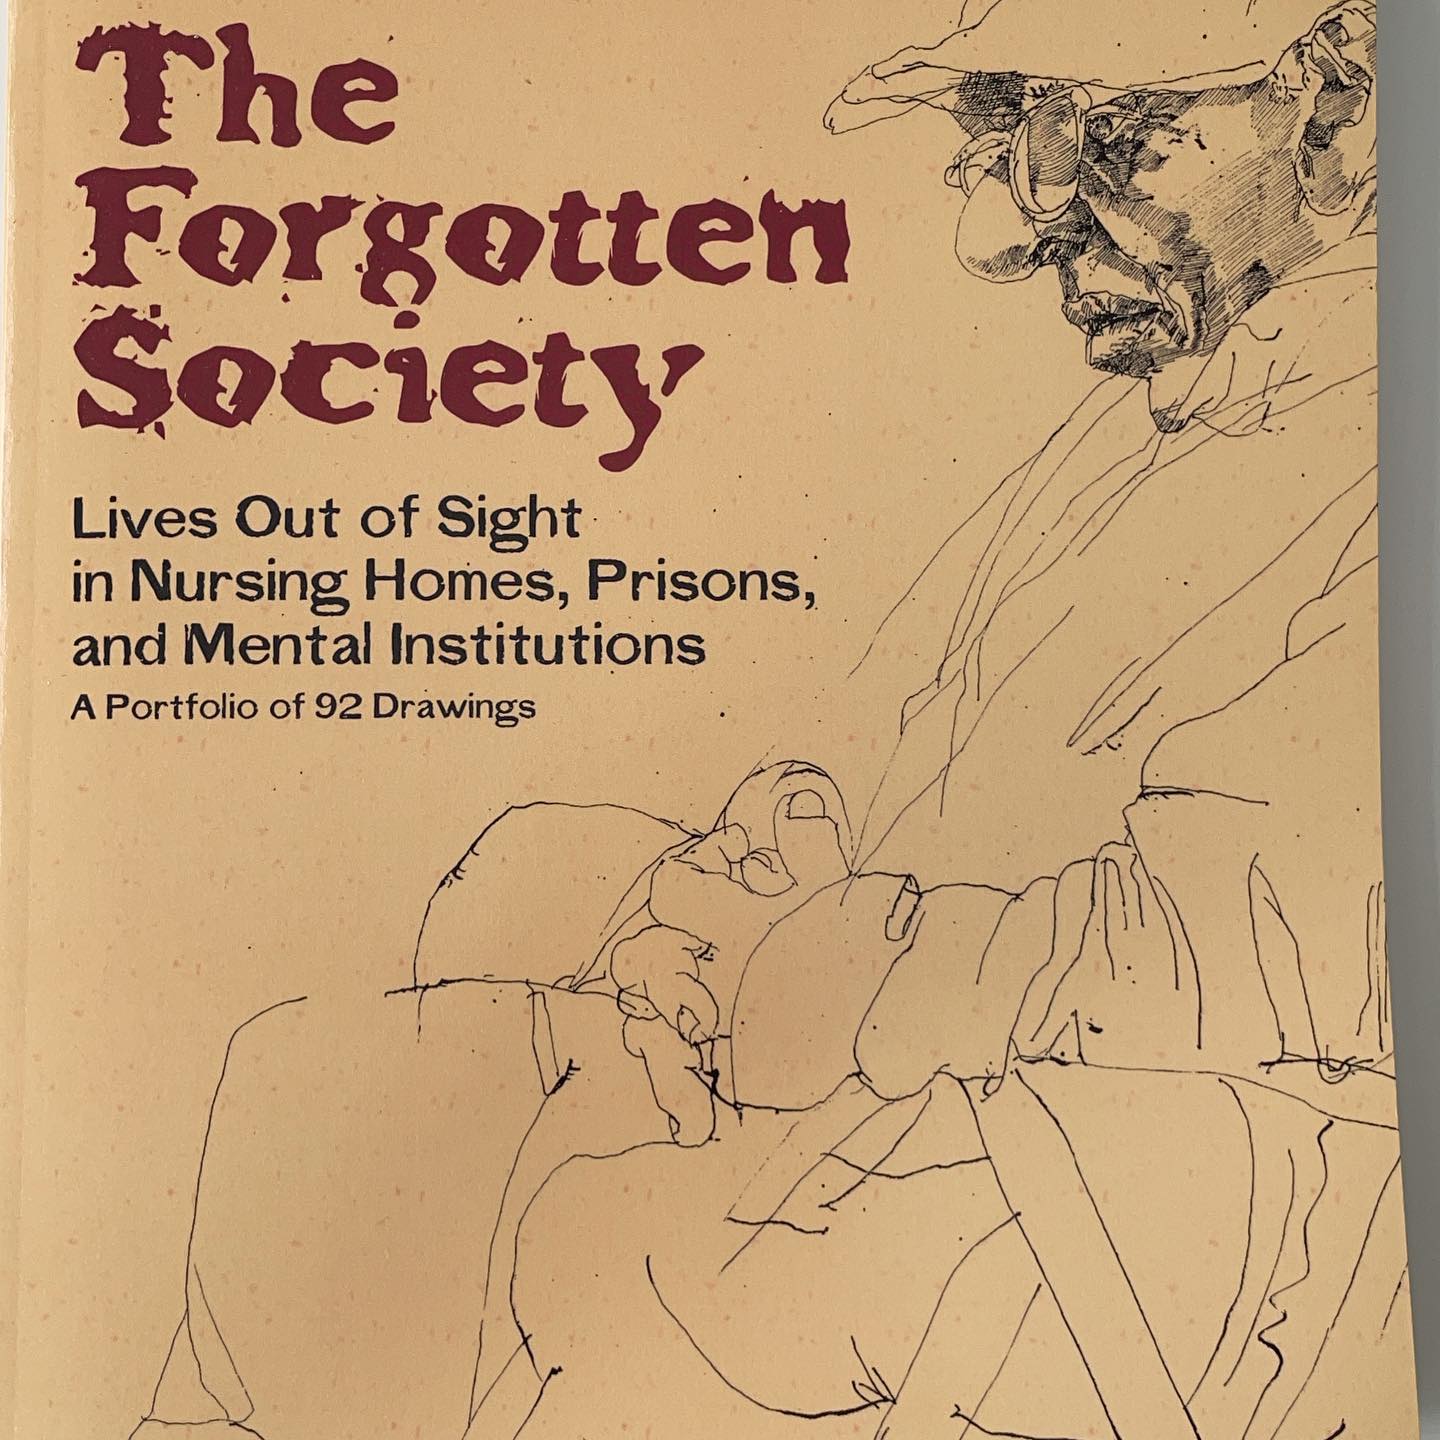 The
Forgotten
Society
Lives Out of Sight
in Nursing Homes, Prisons,
and Mental Institutions
A Portfolio of 92 Drawings